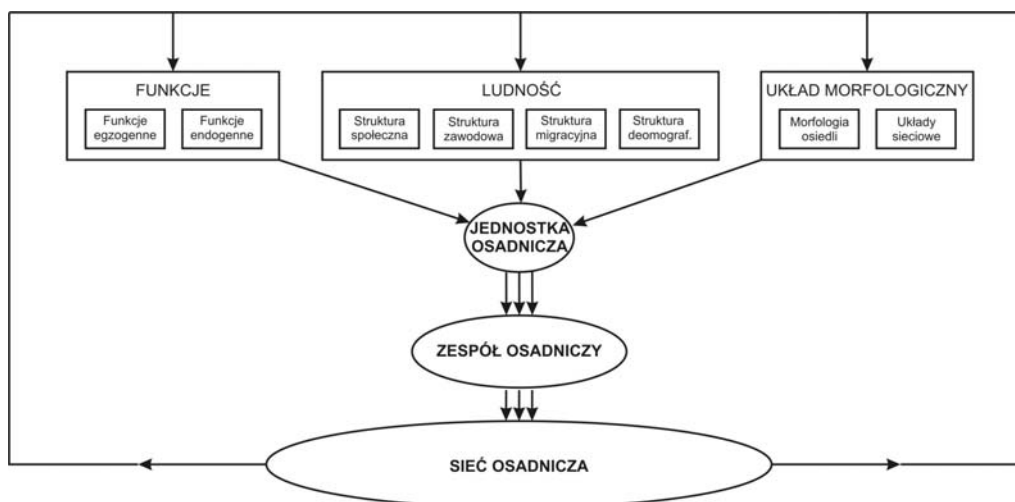 FUNKCJE
Funkcje
egzogenne
Funkcje
endogenne
LUDNOŚĆ
Struktura
społeczna
Struktura
zawodowa
Struktura
migracyjna
Struktura
deomograf.
UKŁAD MORFOLOGICZNY
Morfologia
osiedli
Układy
sieciowe
JEDNOSTKA
OSADNICZA
ZESPÓŁ OSADNICZY
SIEĆ OSADNICZA